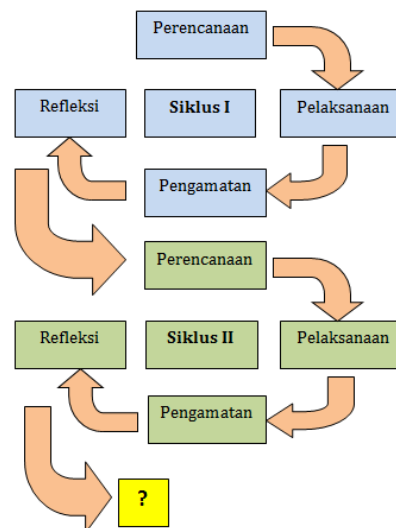 Perencanaan
Refleksi
Siklus I
Pelaksanaan
Pengamatan
Perencanaan
Refleksi
Siklus II
Pelaksanaan
Pengamatan
?